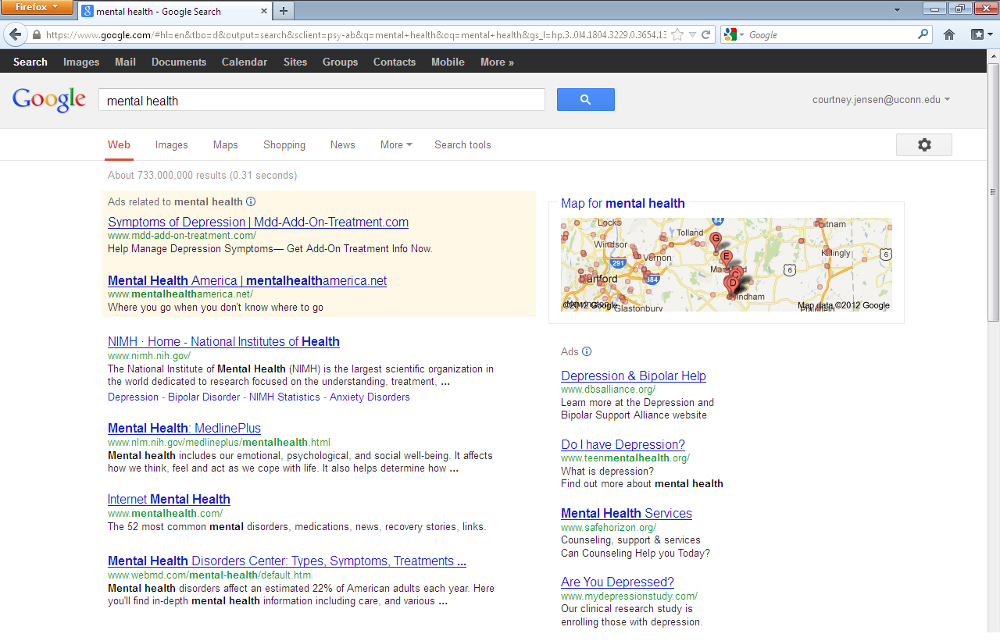 Firefox
mental health - Google Search
https://www.google.com/#hl=en&tbo=d&output=search&sclient=psy-ab&q=mental+health&oq=mental+health&gs_l=hp.3..0l4.1804.3229.0.3654.13
Google
Search Images Mail Documents Calendar Sites Groups Contacts Mobile More »
Google
mental health
courtney.jensen@uconn.edu
Web Images Maps Shopping News More Search tools
About 733,000,000 results (0.31 seconds)
Ads related to mental health
Symptoms of Depression | Mdd-Add-On-Treatment.com
www.mdd-add-on-treatment.com/
Help Manage Depression Symptoms— Get Add-On Treatment Info Now.
Mental Health America | mentalhealthamerica.net
www.mentalhealthamerica.net/
Where you go when you don't know where to go
NIMH · Home - National Institutes of Health
www.nimh.nih.gov/
The National Institute of Mental Health (NIMH) is the largest scientific organization in
the world dedicated to research focused on the understanding, treatment, ...
Depression - Bipolar Disorder - NIMH Statistics - Anxiety Disorders
Mental Health: MedlinePlus
www.nlm.nih.gov/medlineplus/mentalhealth.html
Mental health includes our emotional, psychological, and social well-being. It affects
how we think, feel and act as we cope with life. It also helps determine how ...
Internet Mental Health
www.mentalhealth.com/
The 52 most common mental disorders, medications, news, recovery stories, links.
Mental Health Disorders Center: Types, Symptoms, Treatments ...
www.webmd.com/mental-health/default.htm
Mental health disorders affect an estimated 22% of American adults each year. Here
you'll find in-depth mental health information including care, and various ...
Map for mental health
Locks
84
Putnam
Tolland
G
Windsor
Killingly
6
E
Vernon
291
6
C
Hartford
384
D
Windham
©2012 Google
Map data ©2012 Google
Glastonbury
Ads
Depression & Bipolar Help
www.dbsalliance.org/
Learn more at the Depression and
Bipolar Support Alliance website
Do I have Depression?
www.teenmentalhealth.org/
What is depression?
Find out more about mental health
Mental Health Services
www.safehorizon.org/
Counseling, support & services
Can Counseling Help you Today?
Are You Depressed?
www.mydepressionstudy.com/
Our clinical research study is
enrolling those with depression.